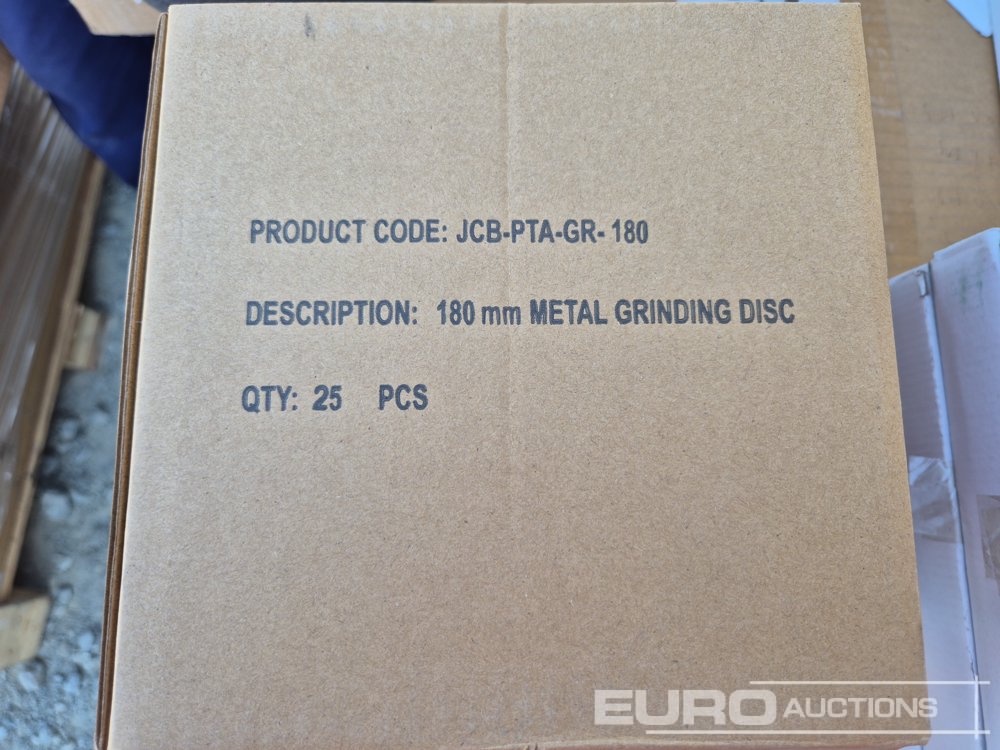 PRODUCT CODE: JCB-PTA-GR- 180
DESCRIPTION: 180 mm METAL GRINDING DISC
QTY: 25 PCS
EURO AUCTIONS